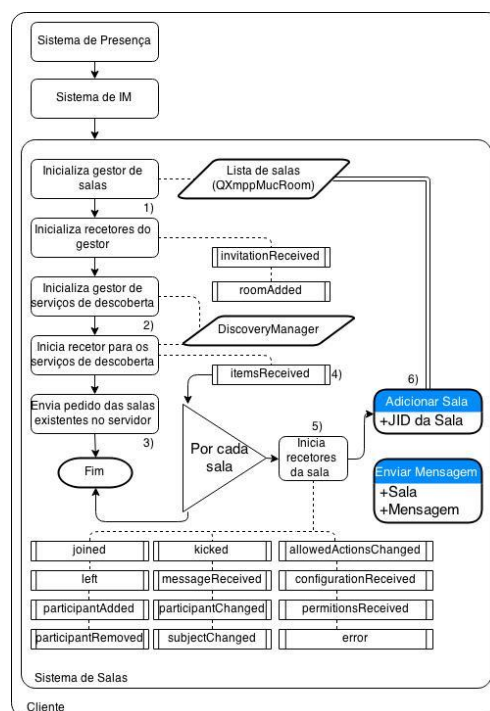 Sistema de Presença
Sistema de IM
Inicializa gestor de
salas
Lista de salas
(QXmppMucRoom)
1)
Inicializa recetores do
gestor
invitationReceived
roomAdded
Inicializa gestor de
serviços de descoberta
2)
DiscoveryManager
Inicia recetor para os
serviços de descoberta
itemsReceived
4)
6)
Envia pedido das salas
existentes no servidor
3)
Adicionar Sala
+JID da Sala
5)
Por cada
sala
Inicia
recetores
da sala
Fim
Enviar Mensagem
+Sala
+Mensagem
joined
kicked
allowedActionsChanged
left
messageReceived
configurationReceived
participantAdded
participantChanged
permitionsReceived
participantRemoved
subjectChanged
error
Sistema de Salas
Cliente